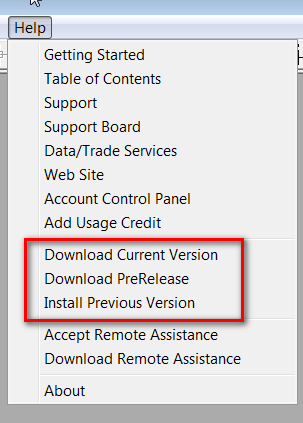 Help
Getting Started
Table of Contents
Support
Support Board
Data/Trade Services
Web Site
Account Control Panel
Add Usage Credit
Download Current Version
Download PreRelease
Install Previous Version
Accept Remote Assistance
Download Remote Assistance
About